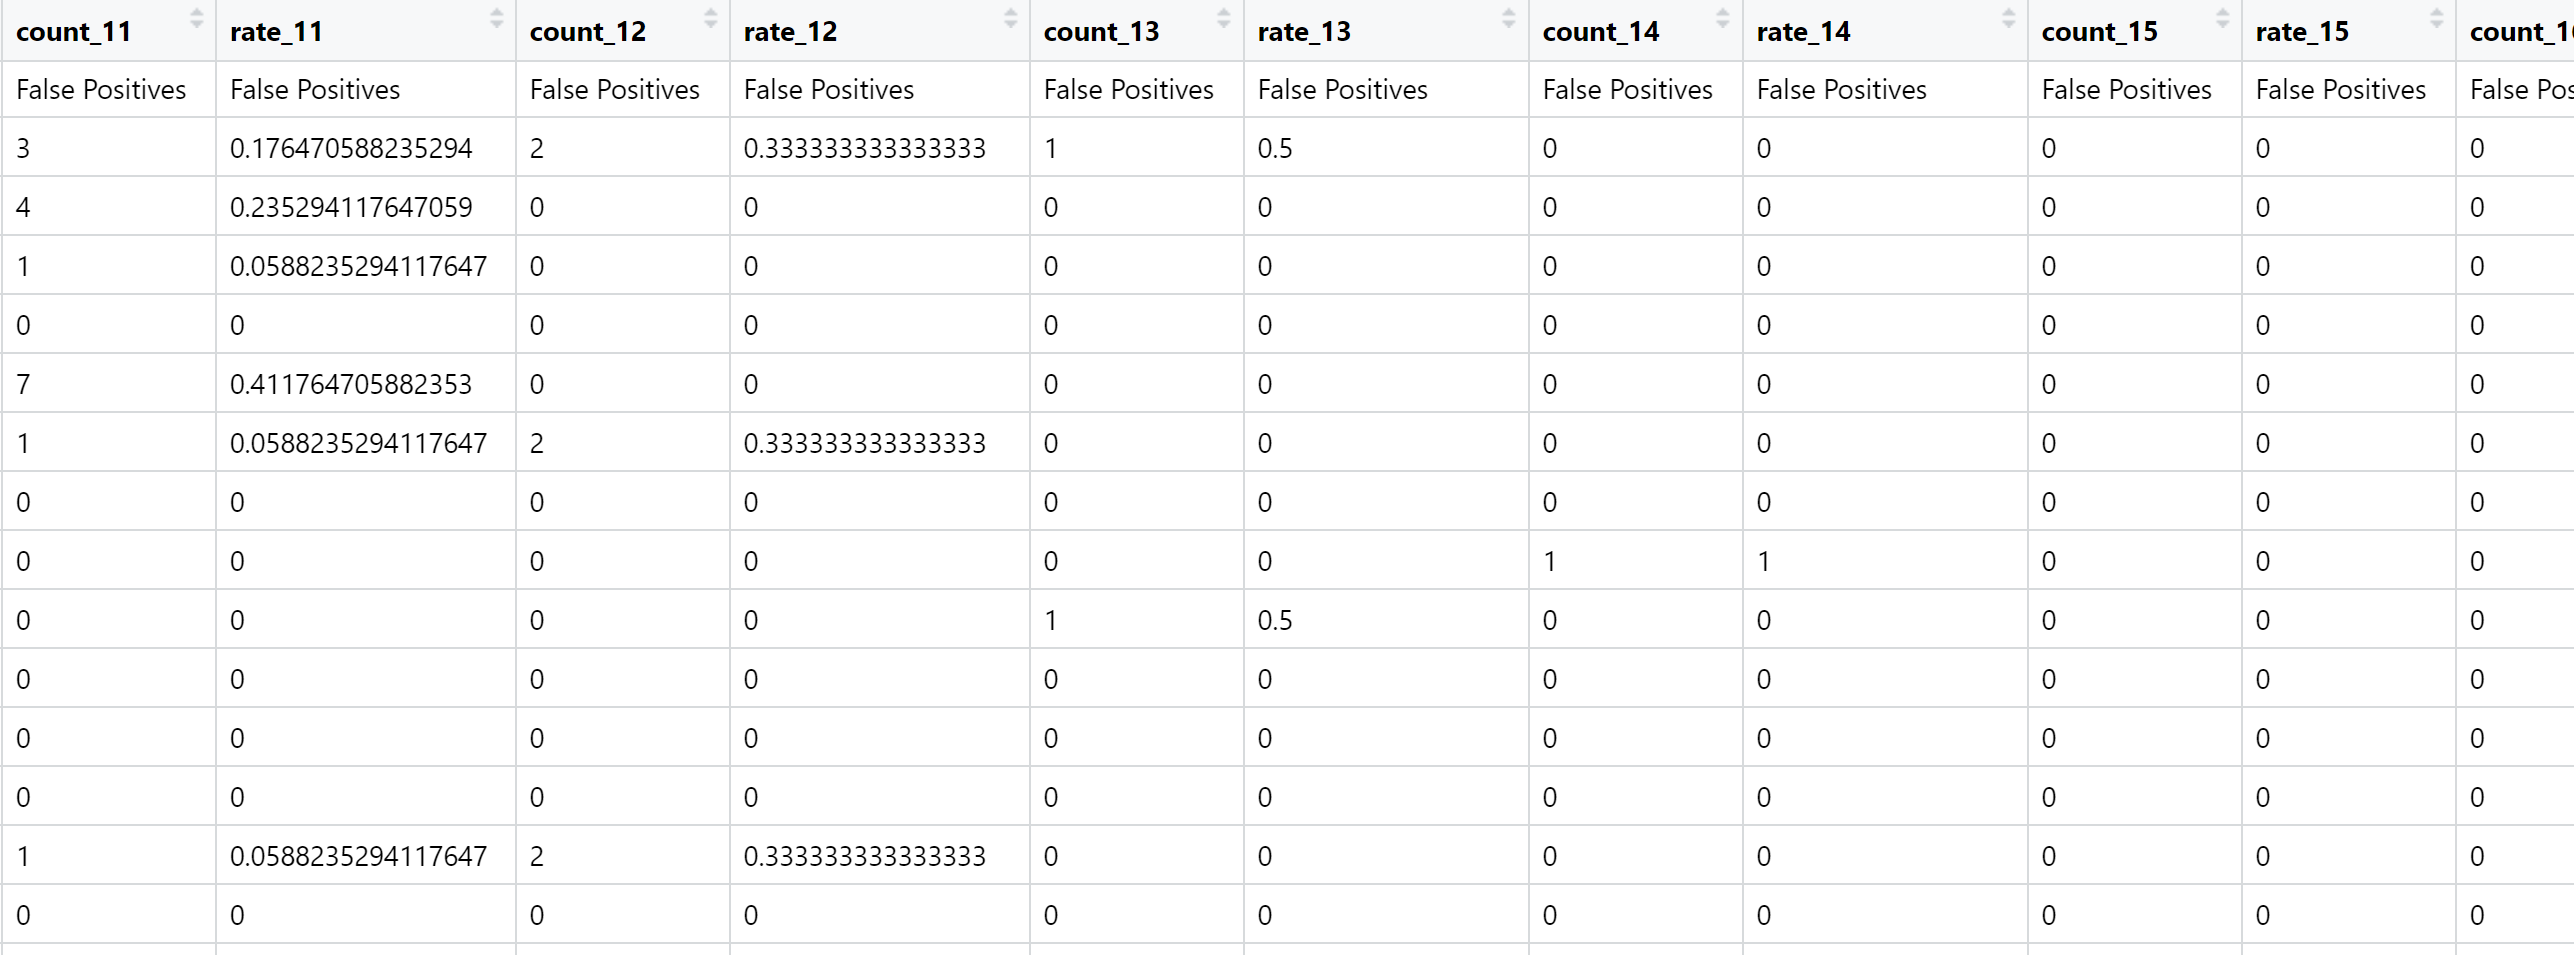 count_11 rate_11 count_12 rate_12 count_13 rate_13 count_14 rate_14 count_15 rate_15
False Positives False Positives False Positives False Positives False Positives False Positives False Positives False Positives False Positives False Positives False
3 0.176470588235294 2 0.333333333333333 1 0.5 0 0 0 0 0
4 0.235294117647059 0 0 0 0 0 0 0 0 0
1 0.0588235294117647 0 0 0 0 0 0 0 0 0
0 0 0 0 0 0 0 0 0 0 0
7 0.411764705882353 0 0 0 0 0 0 0 0 0
1 0.0588235294117647 2 0.333333333333333 0 0 0 0 0 0 0
0 0 0 0 0 0 0 0 0 0 0
0 0 0 0 0 0 1 1 0 0 0
0 0 0 0 1 0.5 0 0 0 0 0
0 0 0 0 0 0 0 0 0 0 0
0 0 0 0 0 0 0 0 0 0 0
0 0 0 0 0 0 0 0 0 0 0
1 0.0588235294117647 2 0.333333333333333 0 0 0 0 0 0 0
0 0 0 0 0 0 0 0 0 0 0